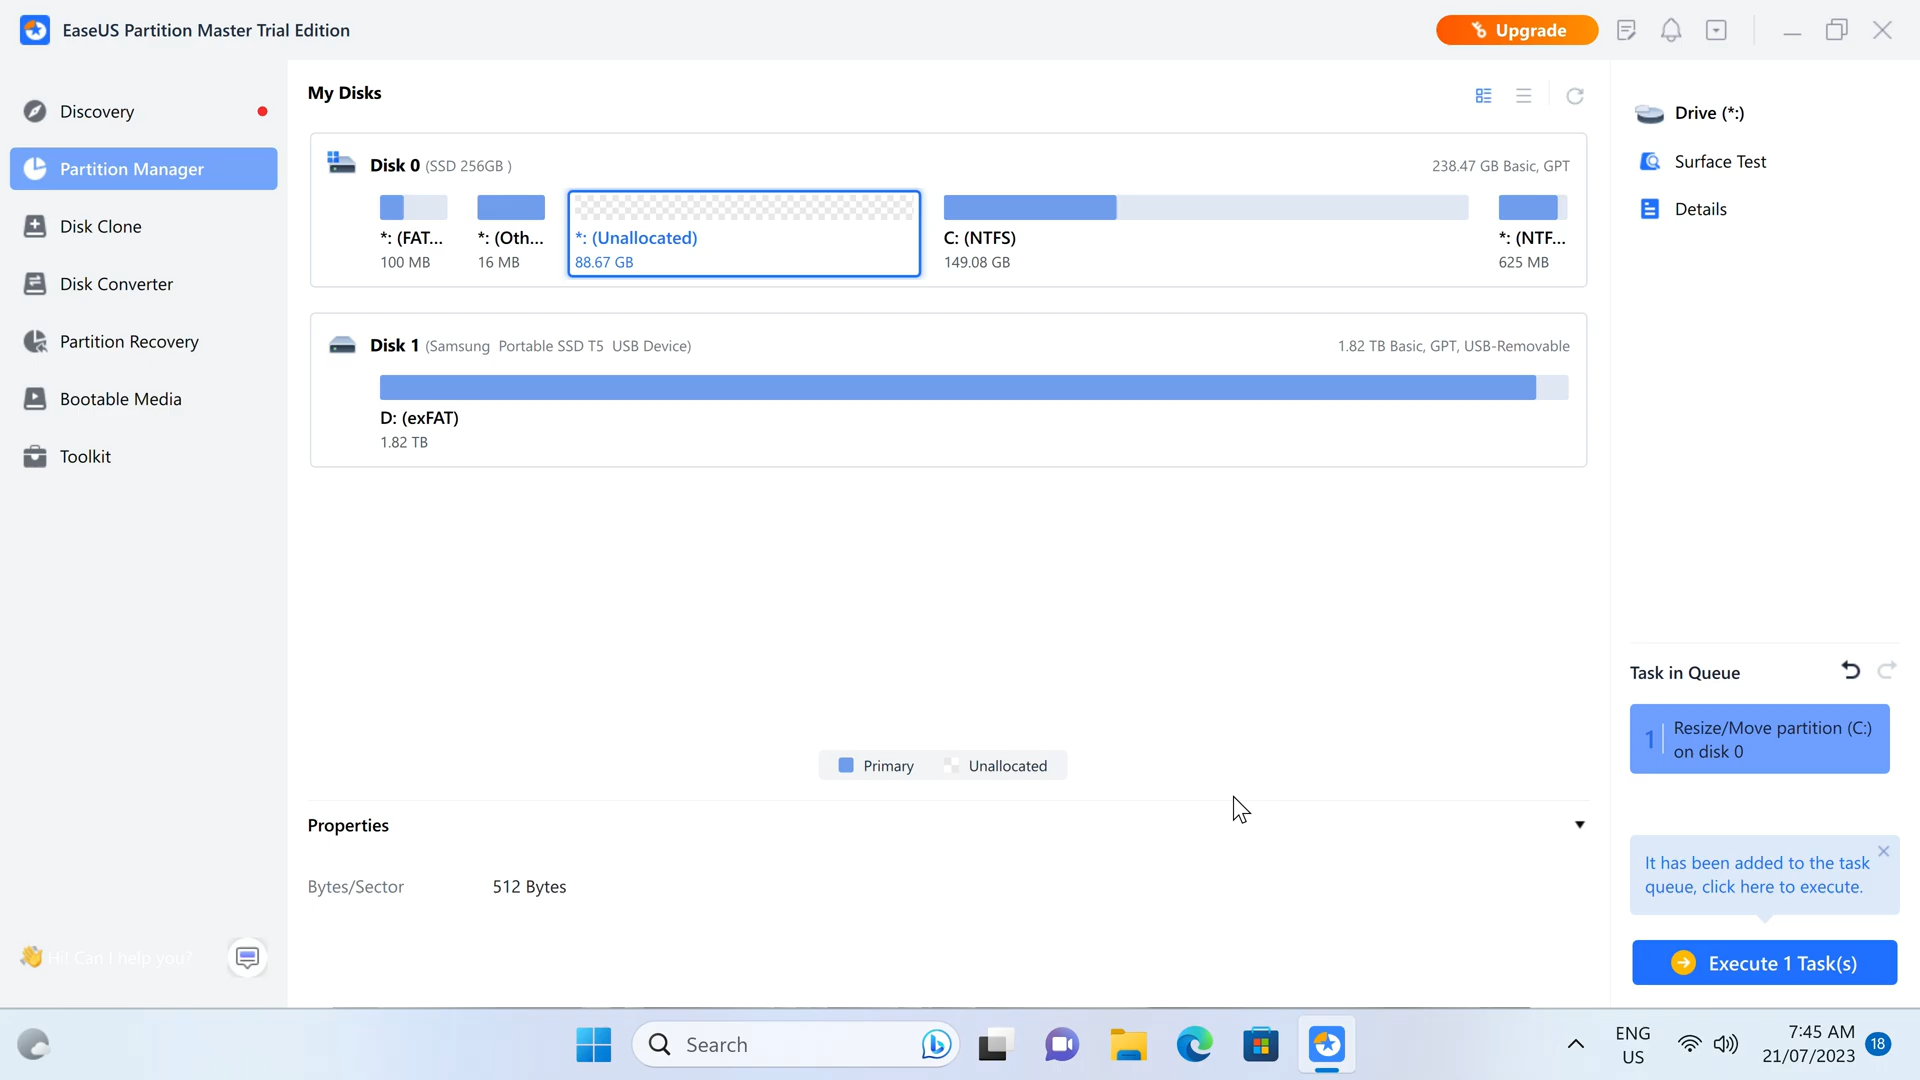 EaseUS Partition Master Trial Edition
Upgrade
Discovery
Partition Manager
Disk Clone
Disk Converter
Partition Recovery
Bootable Media
Toolkit
Hi! Can I help you?
My Disks
Disk 0 (SSD 256GB )
238.47 GB Basic, GPT
*: (FAT...
100 MB
*: (Oth...
16 MB
*: (Unallocated)
88.67 GB
C: (NTFS)
149.08 GB
*: (NTF...
625 MB
Disk 1 (Samsung Portable SSD T5 USB Device)
1.82 TB Basic, GPT, USB-Removable
D: (exFAT)
1.82 TB
Primary
Unallocated
Properties
Bytes/Sector 512 Bytes
Drive (*:)
Surface Test
Details
Task in Queue
1
Resize/Move partition (C:)
on disk 0
It has been added to the task
queue, click here to execute.
Execute 1 Task(s)
Search
ENG
US
7:45 AM
21/07/2023
18